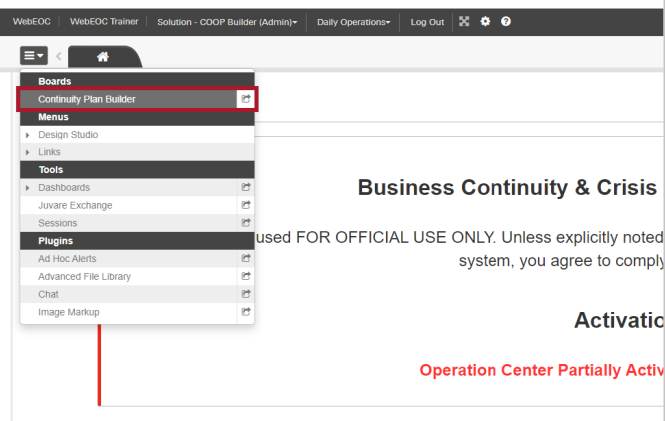 WebEOC WebEOC Trainer Solution - COOP Builder (Admin) Daily Operations Log Out
Boards
Continuity Plan Builder
Menus
Design Studio
Links
Tools
Dashboards
Juvare Exchange
Sessions
Plugins
Ad Hoc Alerts
Advanced File Library
Chat
Image Markup
Business Continuity & Crisis
used FOR OFFICIAL USE ONLY. Unless explicitly noted
system, you agree to comply
Activatio
Operation Center Partially Activ